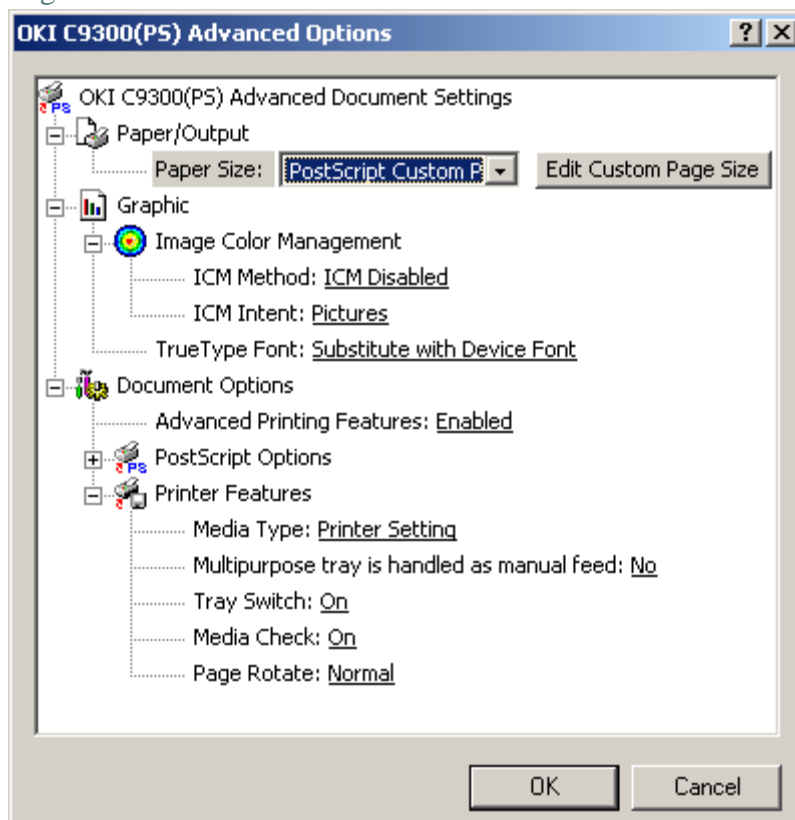 OKI C9300(PS) Advanced Options
OKI C9300(PS) Advanced Document Settings
Paper/Output
Paper Size: PostScript Custom P Edit Custom Page Size
Graphic
Image Color Management
ICM Method: ICM Disabled
ICM Intent: Pictures
TrueType Font: Substitute with Device Font
Document Options
Advanced Printing Features: Enabled
PostScript Options
Printer Features
Media Type: Printer Setting
Multipurpose tray is handled as manual feed: No
Tray Switch: On
Media Check: On
Page Rotate: Normal
OK Cancel